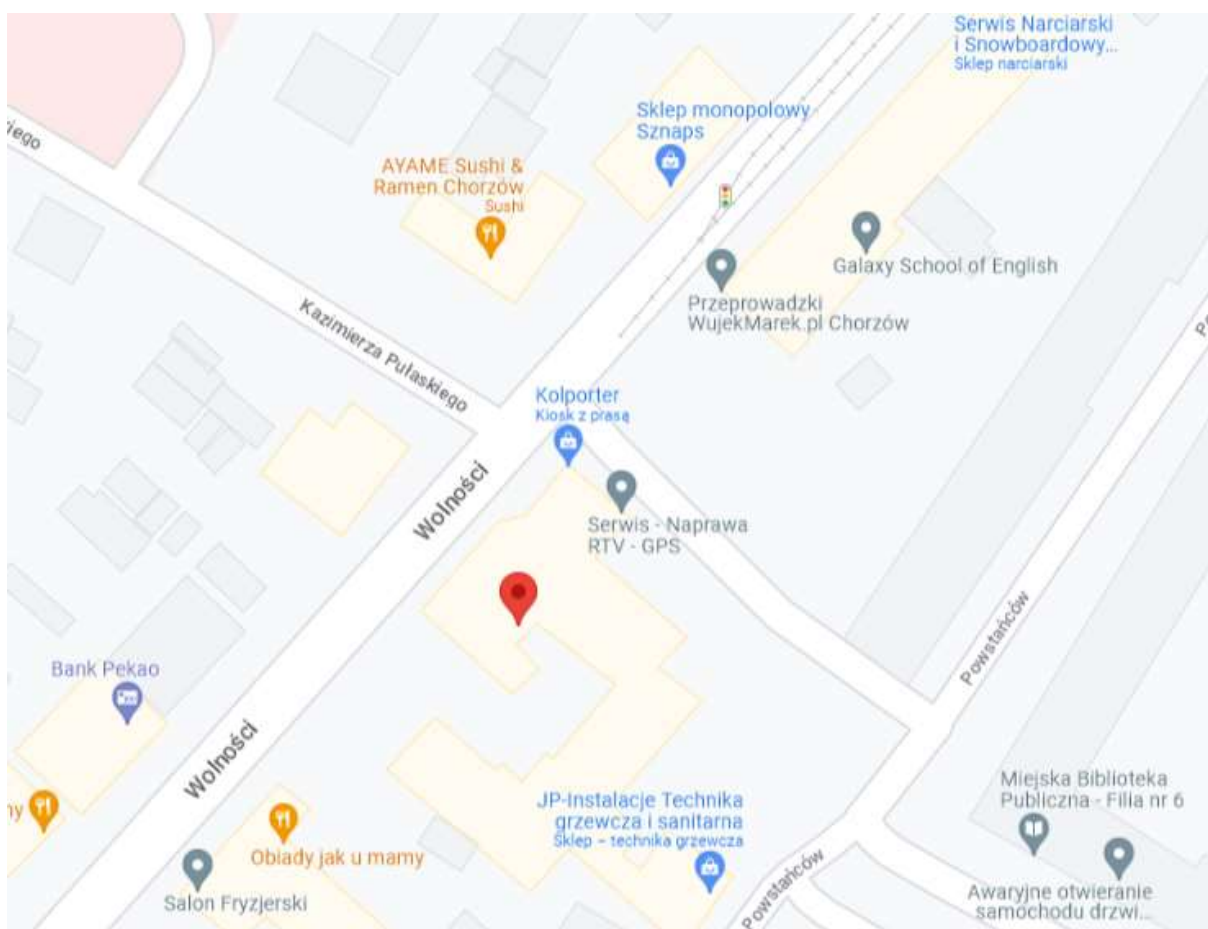 Serwis Narciarski
i Snowboardowy...
Sklep narciarski
Sklep monopolowy
Sznaps
AYAME Sushi &
Ramen Chorzów
Sushi
Galaxy School of English
Przeprowadzki
WujekMarek.pl Chorzów
Kazimierza Pułaskiego
Kolporter
Kiosk z prasą
Wolności
Serwis - Naprawa
RTV - GPS
Powstańców
Bank Pekao
Wolności
JP-Instalacje Technika
grzewcza i sanitarna
Sklep – technika grzewcza
Miejska Biblioteka
Publiczna - Filia nr 6
Obiady jak u mamy
Salon Fryzjerski
Powstańców
Awaryjne otwieranie
samochodu drzwi...